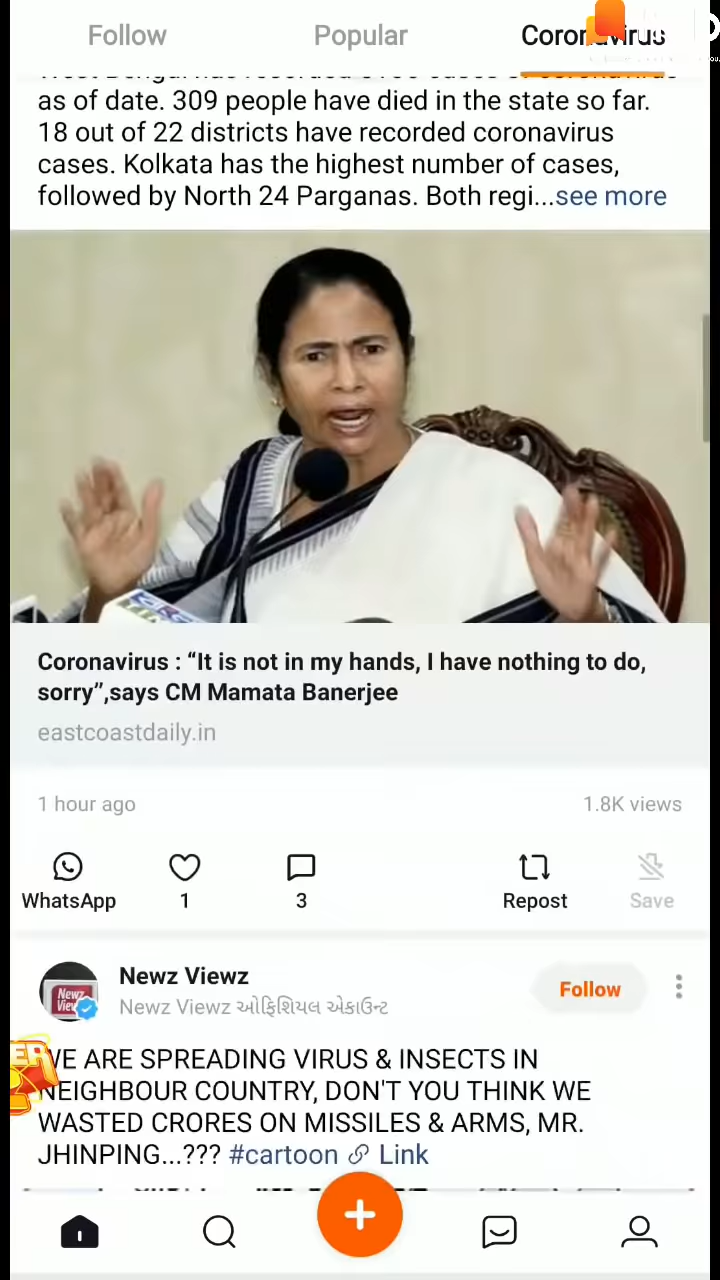 Follow
Popular
Coronavirus
as of date. 309 people have died in the state so far.
18 out of 22 districts have recorded coronavirus
cases. Kolkata has the highest number of cases,
followed by North 24 Parganas. Both regi...see more
Coronavirus : “It is not in my hands, I have nothing to do,
sorry”,says CM Mamata Banerjee
eastcoastdaily.in
1 hour ago
1.8K views
WhatsApp
1
3
Repost
Save
Newz Viewz
Follow
Newz
Newz Viewz ઓફિશિયલ એકાઉન્ટ
WE ARE SPREADING VIRUS & INSECTS IN
NEIGHBOUR COUNTRY, DON'T YOU THINK WE
WASTED CRORES ON MISSILES & ARMS, MR.
JHINPING...??? #cartoon Link